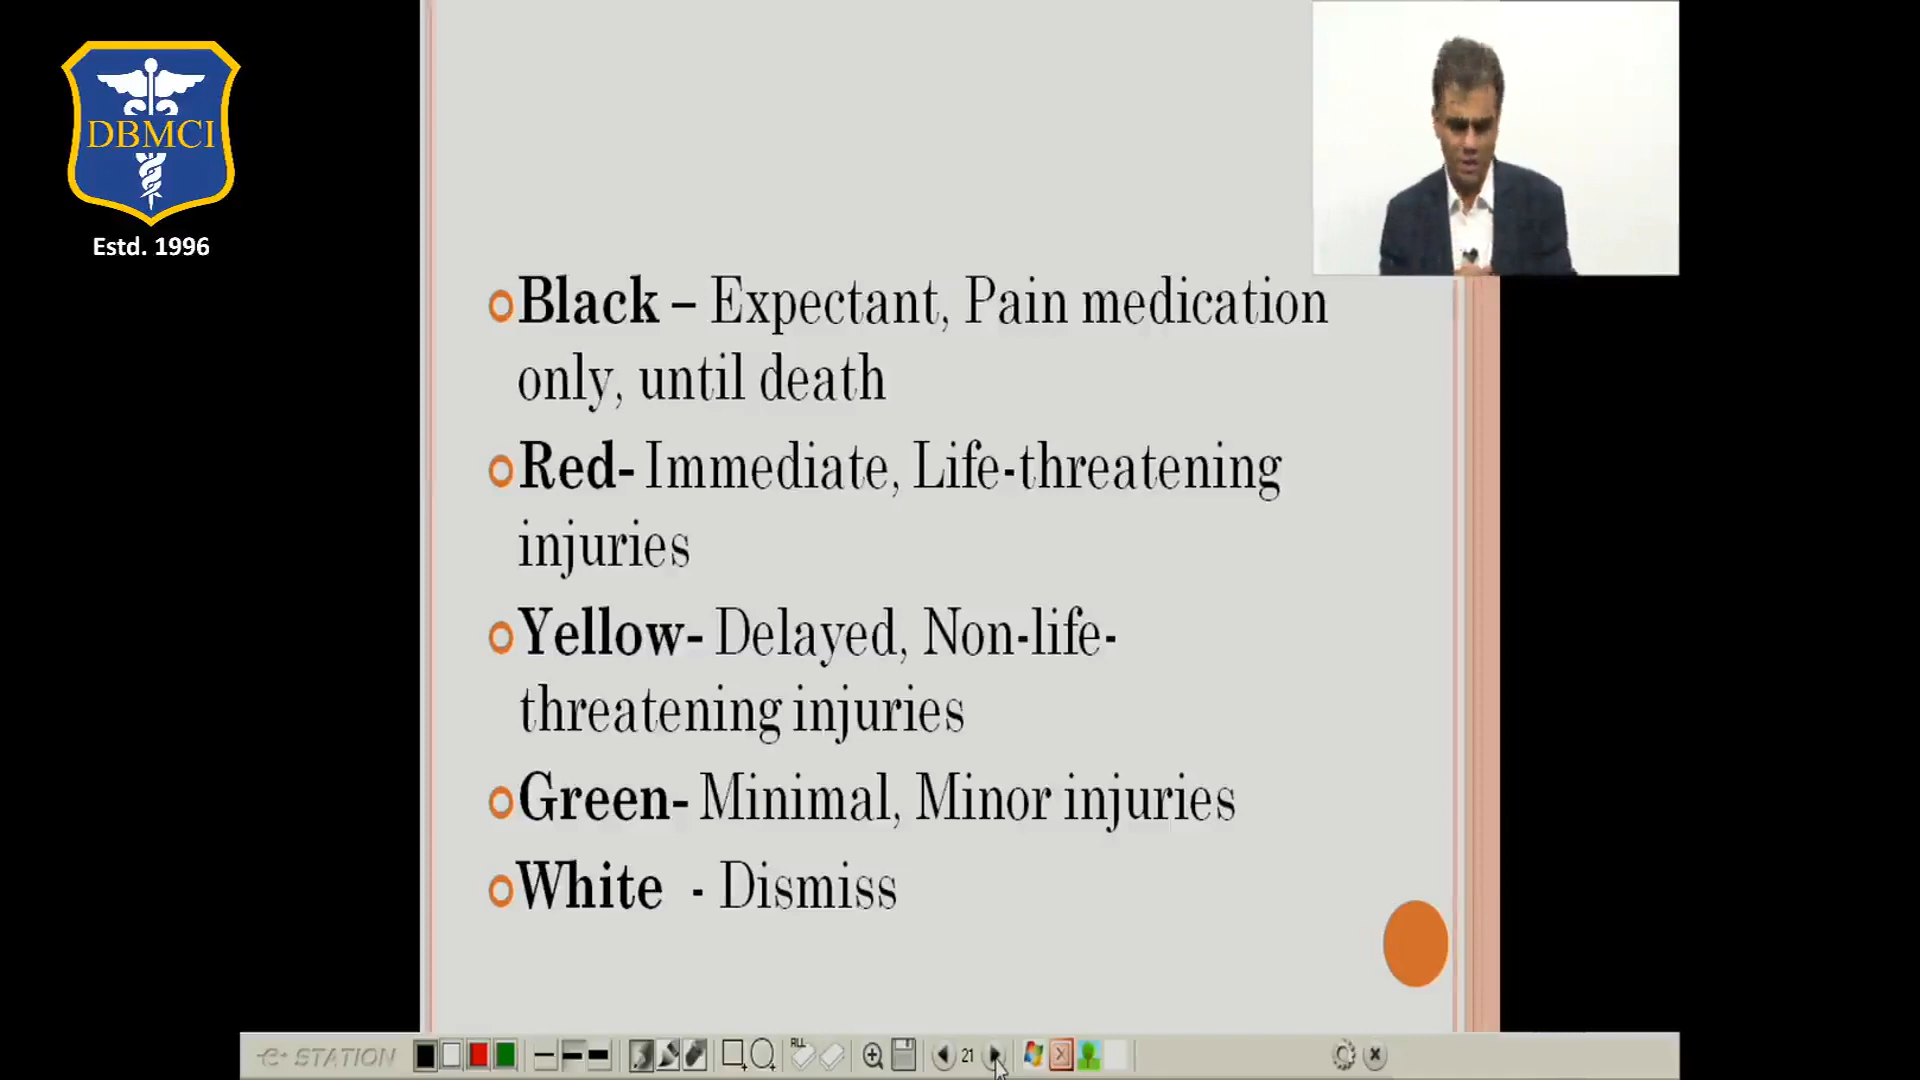 DBMCI
Estd. 1996
Black – Expectant, Pain medication
only, until death
Red- Immediate, Life-threatening
injuries
Yellow- Delayed, Non-life-
threatening injuries
Green- Minimal, Minor injuries
White - Dismiss
STATION
ALL
21